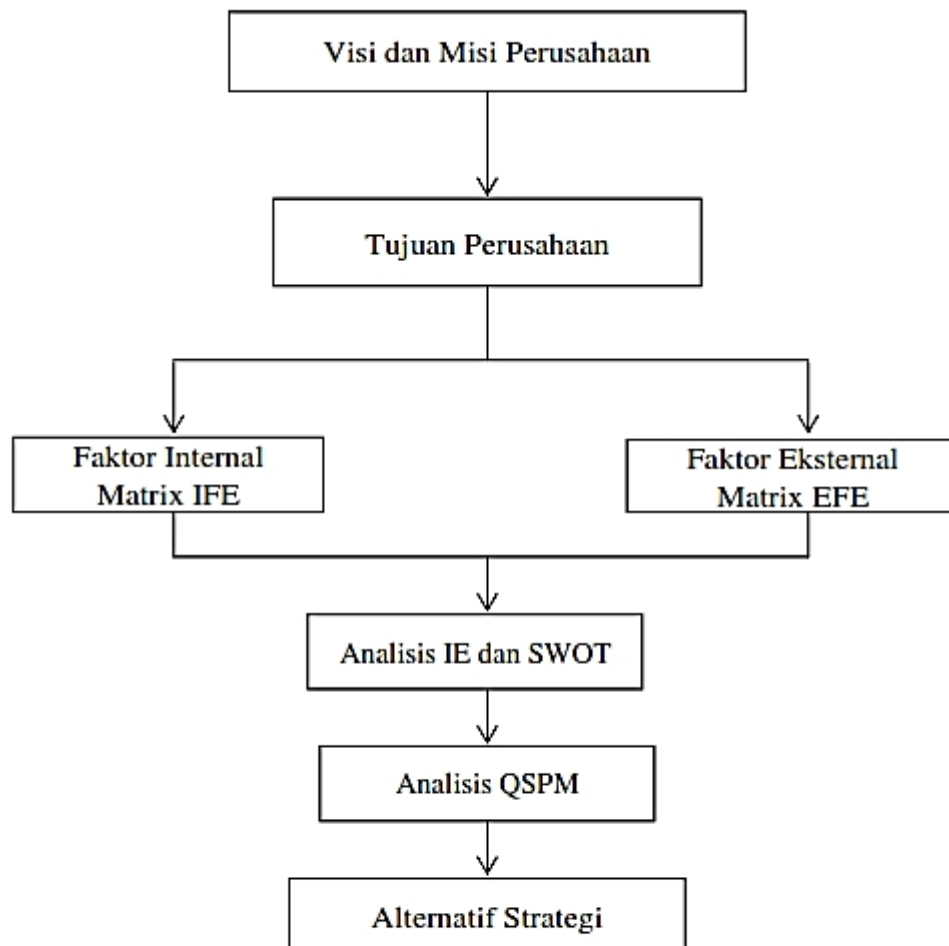 Visi dan Misi Perusahaan
Tujuan Perusahaan
Faktor Internal
Matrix IFE
Faktor Eksternal
Matrix EFE
Analisis IE dan SWOT
Analisis QSPM
Alternatif Strategi